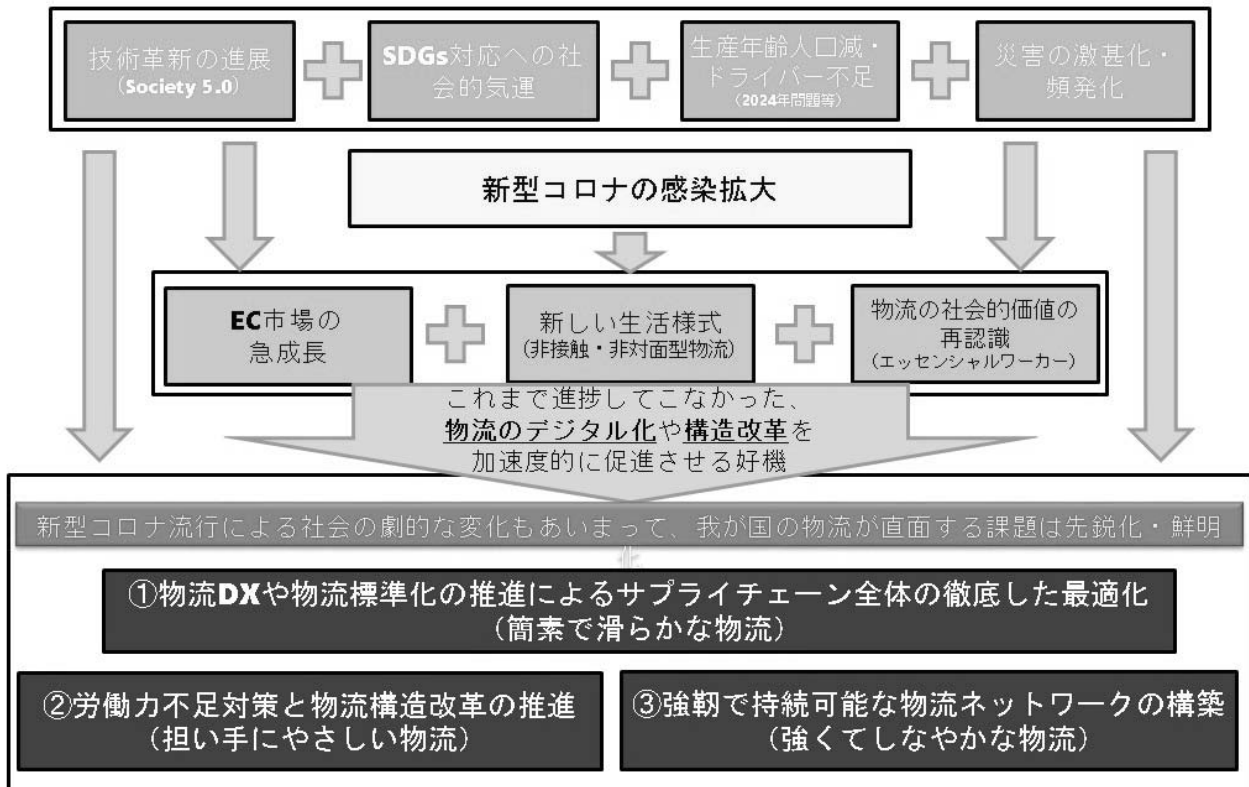 技術革新の進展
(Society 5.0)
SDGs対応への社
会的気運
生産年齢人口減・
ドライバー不足
（2024年問題等）
災害の激甚化・
頻発化
新型コロナの感染拡大
EC市場の
急成長
新しい生活様式
(非接触・非対面型物流)
物流の社会的価値の
再認識
(エッセンシャルワーカー)
これまで進捗してこなかった、
物流のデジタル化や構造改革を
加速度的に促進させる好機
新型コロナ流行による社会の劇的な変化もあいまって、我が国の物流が直面する課題は先鋭化・鮮明
化
①物流DXや物流標準化の推進によるサプライチェーン全体の徹底した最適化
（簡素で滑らかな物流）
②労働力不足対策と物流構造改革の推進
（担い手にやさしい物流）
③強靭で持続可能な物流ネットワークの構築
（強くてしなやかな物流）